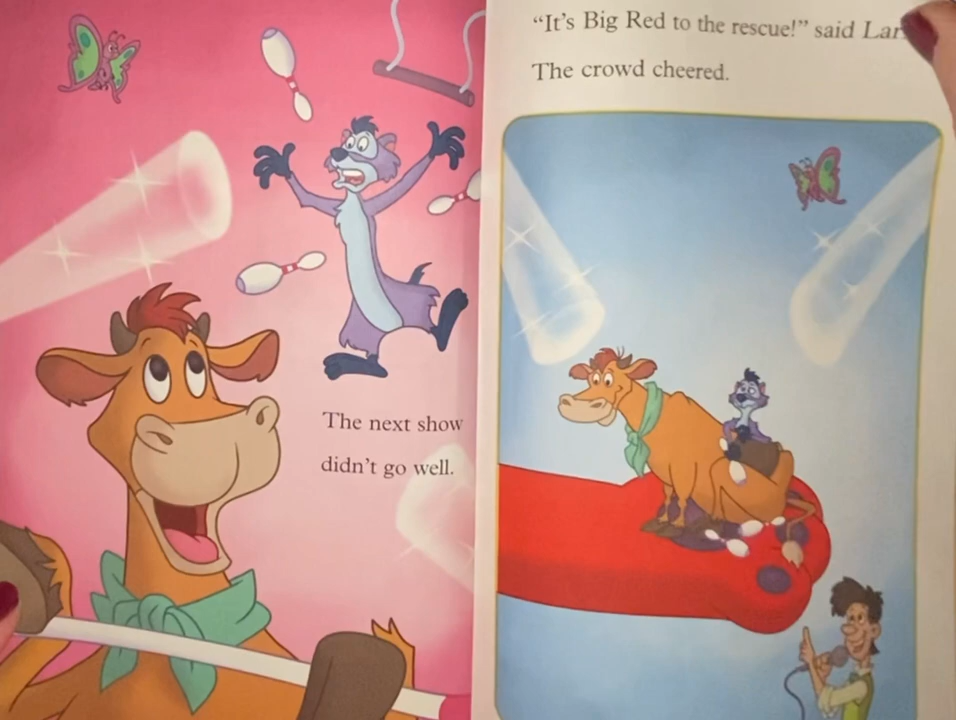 The next show
didn't go well.
"It's Big Red to the rescue!" said
The crowd cheered.